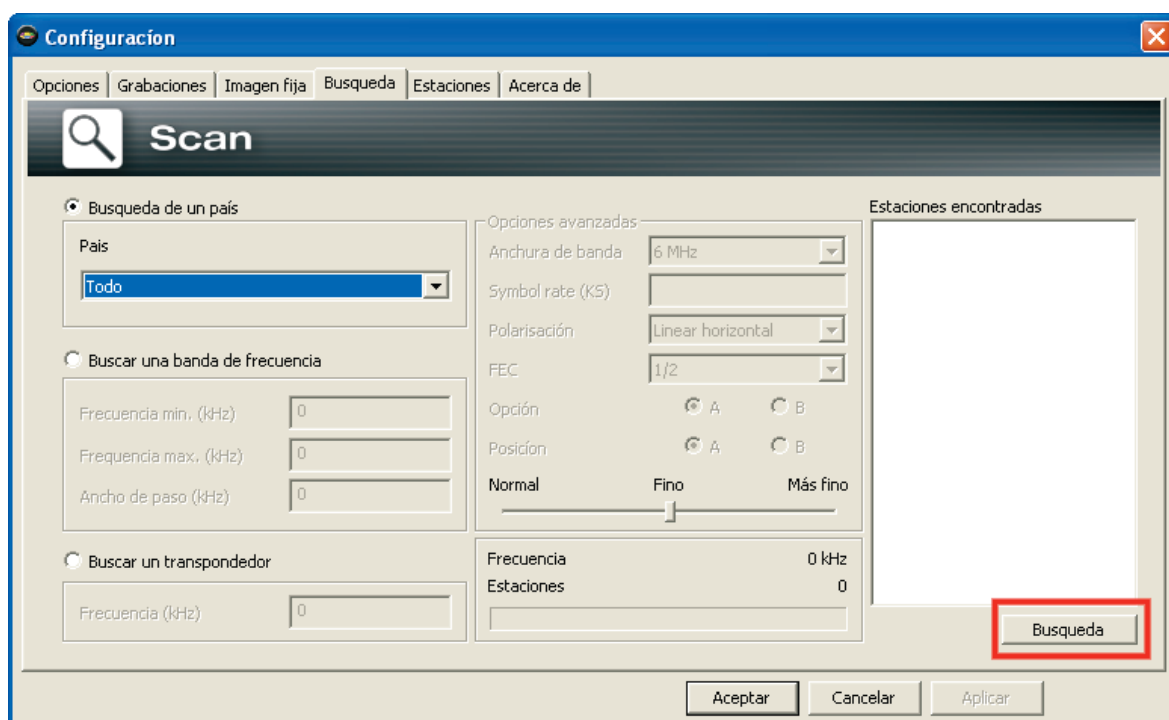 Configuracíon
Opciones Grabaciones Imagen fija Busqueda Estaciones Acerca de
Scan
Busqueda de un país
Pais
Todo
Buscar una banda de frecuencia
Frecuencia min. (kHz) 0
Frequencia max. (kHz) 0
Ancho de paso (kHz) 0
Buscar un transpondedor
Frecuencia (kHz) 0
Opciones avanzadas
Anchura de banda 6 MHz
Symbol rate (KS)
Polarisación Linear horizontal
FEC 1/2
Opción A B
Posicíon A B
Normal Fino Más fino
Frecuencia 0 kHz
Estaciones 0
Estaciones encontradas
Busqueda
Aceptar Cancelar Aplicar